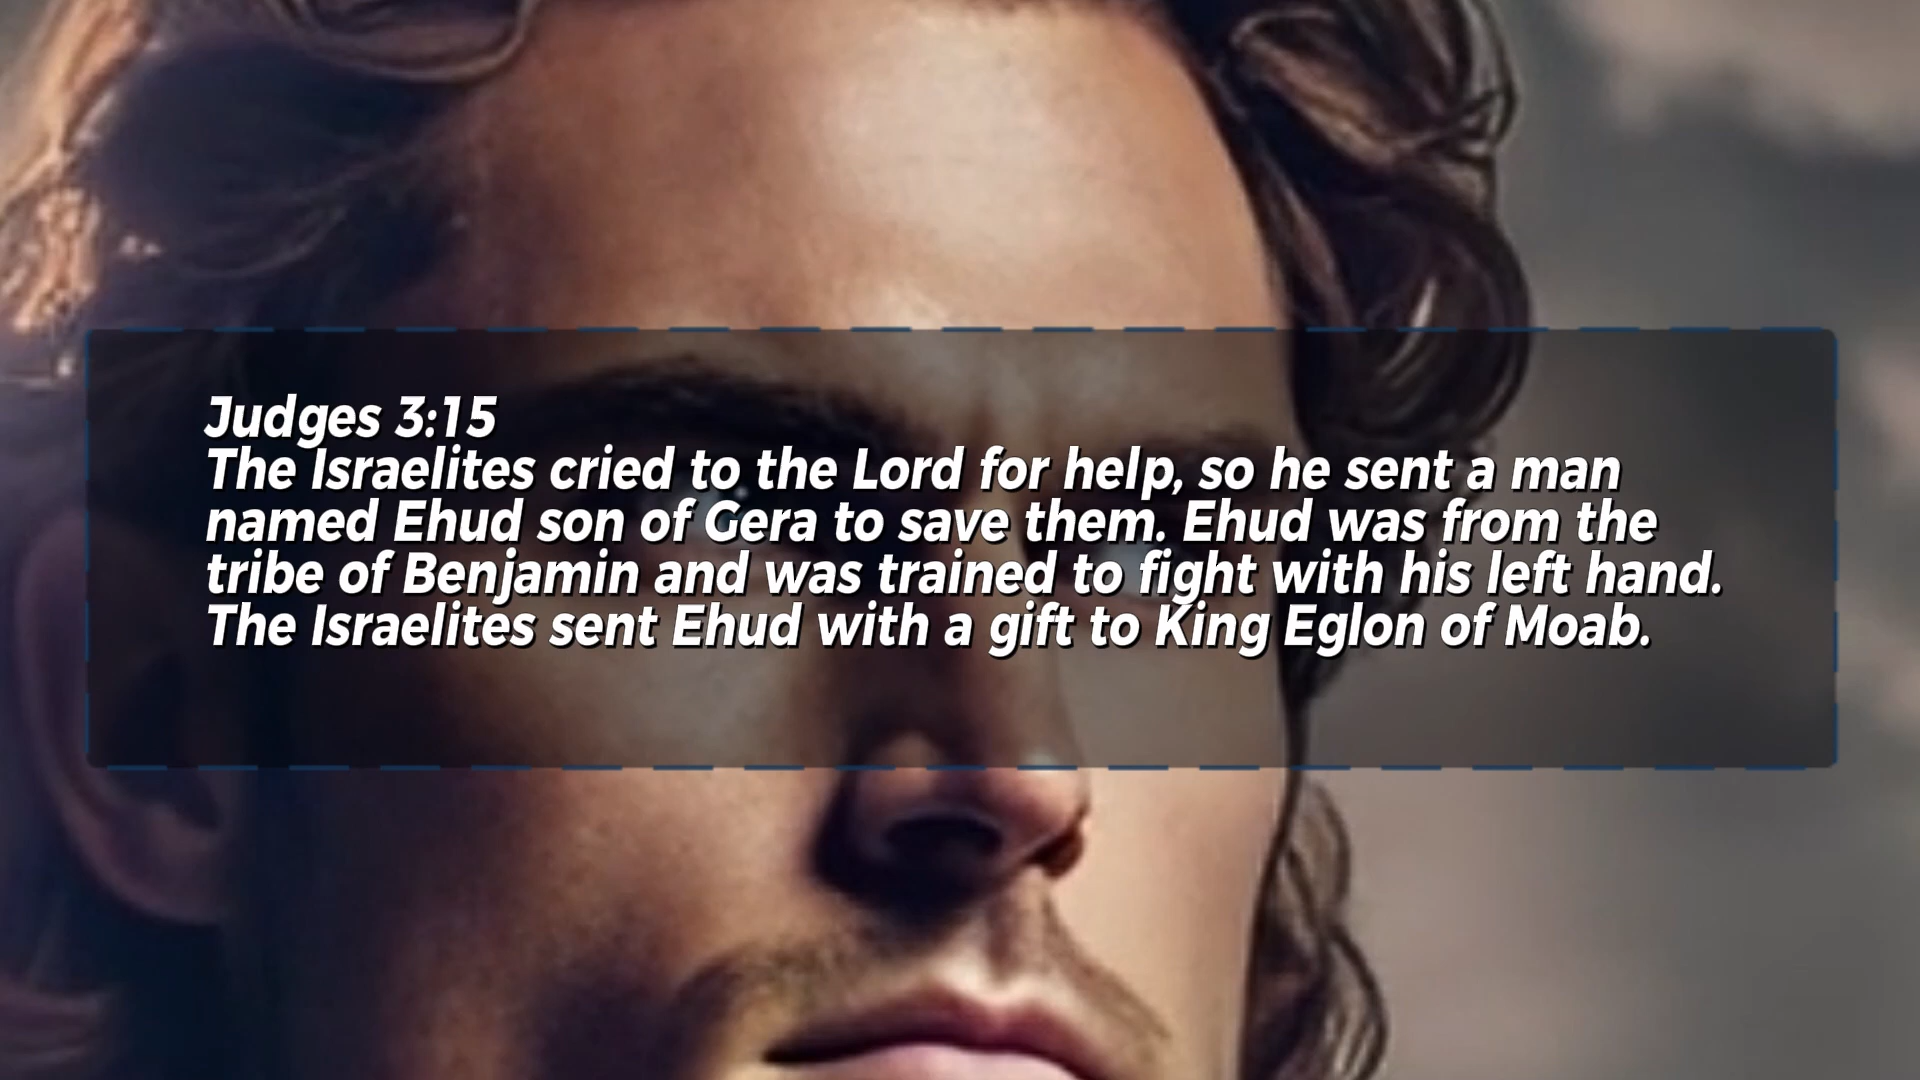 Judges 3:15
The Israelites cried to the Lord for help, so he sent a man
named Ehud son of Gera to save them. Ehud was from the
tribe of Benjamin and was trained to fight with his left hand.
The Israelites sent Ehud with a gift to King Eglon of Moab.